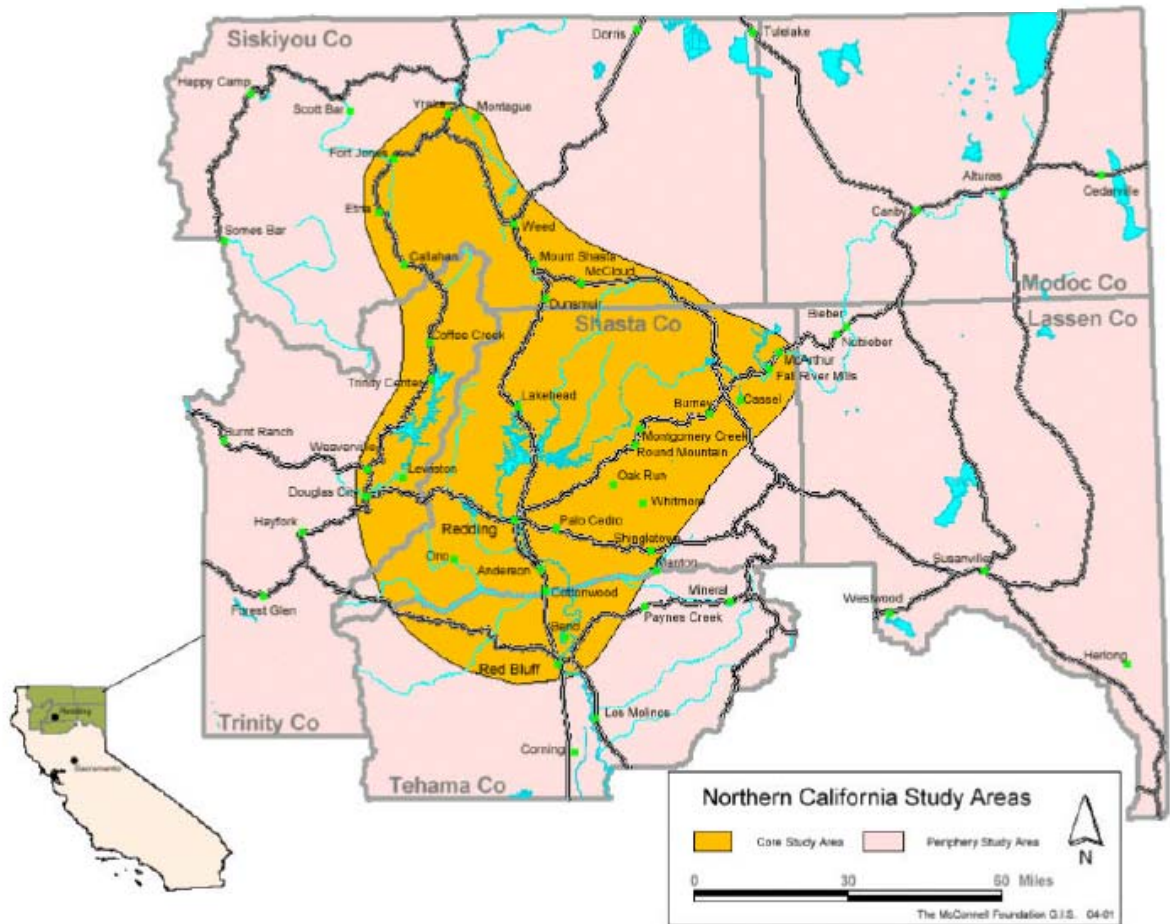 Siskiyou Co
Dorris
Tulelake
Happy Camp
Scott Bar
Yreka
Montague
Fort Jones
Alturas
Cedarville
Etna
Canby
Weed
Somes Bar
Callahan
Mount Shasta
McCloud
Modoc Co
Dunsmuir
Bieber
Lassen Co
Shasta Co
Nubieber
Coffee Creek
McArthur
Fall River Mills
Trinity Center
Lakehead
Burney
Cassel
Burnt Ranch
Montgomery Creek
Round Mountain
Weaverville
Lewiston
Oak Run
Douglas City
Whitmore
Hayfork
Redding
Palo Cedro
Shingletown
Ono
Anderson
Manton
Susanville
Cottonwood
Mineral
Forest Glen
Paynes Creek
Westwood
Bend
Red Bluff
Herlong
Redding
Trinity Co
Los Molinos
Sacramento
Corning
Tehama Co
Northern California Study Areas
Core Study Area
Periphery Study Area
N
0 30 60 Miles
The McConnell Foundation G.I.S. 04-01